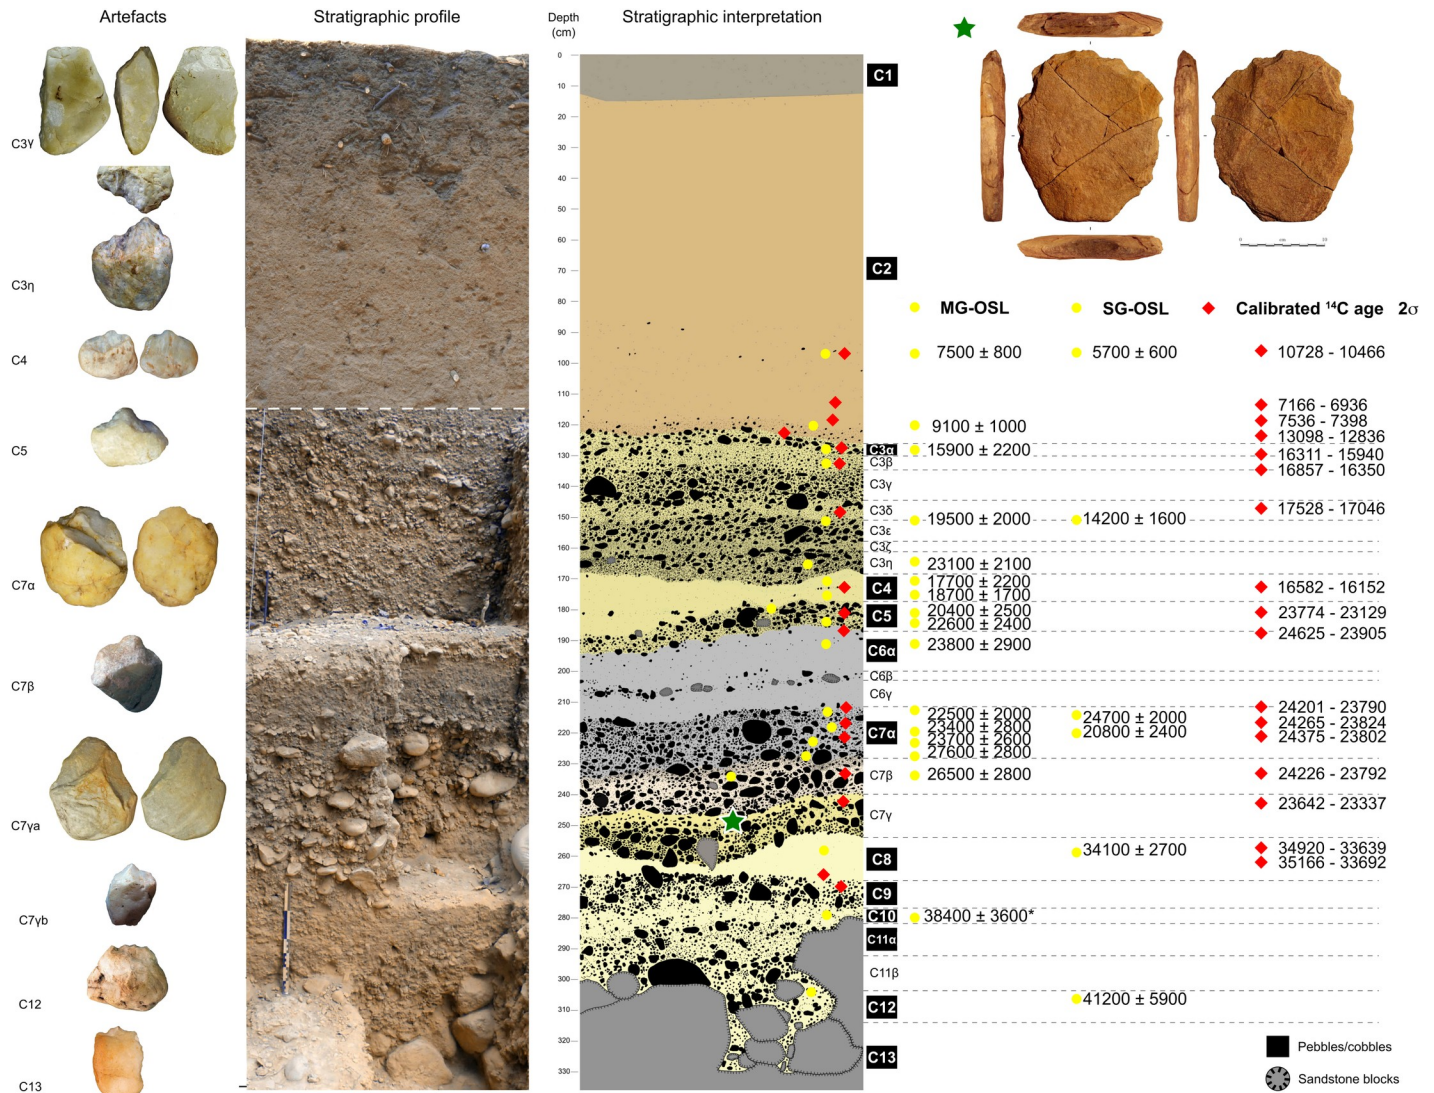 Artefacts
Stratigraphic profile
Stratigraphic interpretation
Depth
(cm)
C3γ
C3η
C4
C5
C7α
C7β
C7γa
C7γb
C12
C13
0
10
20
30
40
50
60
70
80
90
100
110
120
130
140
150
160
170
180
190
200
210
220
230
240
250
260
270
280
290
300
310
320
330
C1
C2
C3α
C3β
C3γ
C3δ
C3ε
C3ζ
C3η
C4
C5
C6α
C6β
C6γ
C7α
C7β
C7γ
C8
C9
C10
C11α
C11β
C12
C13
0 cm 10
MG-OSL
7500 ± 800
9100 ± 1000
15900 ± 2200
19500 ± 2000
23100 ± 2100
17700 ± 2200
18700 ± 1700
20400 ± 2500
22600 ± 2400
23800 ± 2900
22500 ± 2000
23400 ± 2800
23700 ± 2600
27600 ± 2800
26500 ± 2800
38400 ± 3600*
SG-OSL
5700 ± 600
14200 ± 1600
24700 ± 2000
20800 ± 2400
34100 ± 2700
41200 ± 5900
Calibrated ¹⁴C age 2σ
10728 - 10466
7166 - 6936
7536 - 7398
13098 - 12836
16311 - 15940
16857 - 16350
17528 - 17046
16582 - 16152
23774 - 23129
24625 - 23905
24201 - 23790
24265 - 23824
24375 - 23802
24226 - 23792
23642 - 23337
34920 - 33639
35166 - 33692
Pebbles/cobbles
Sandstone blocks